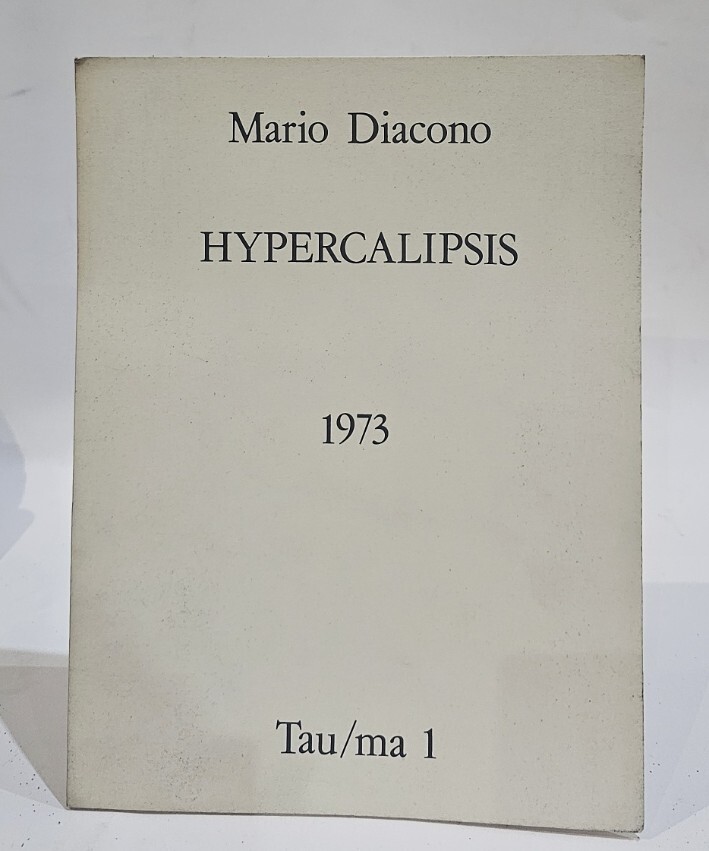 Mario Diacono
HYPERCALIPSIS
1973
Tau/ma 1